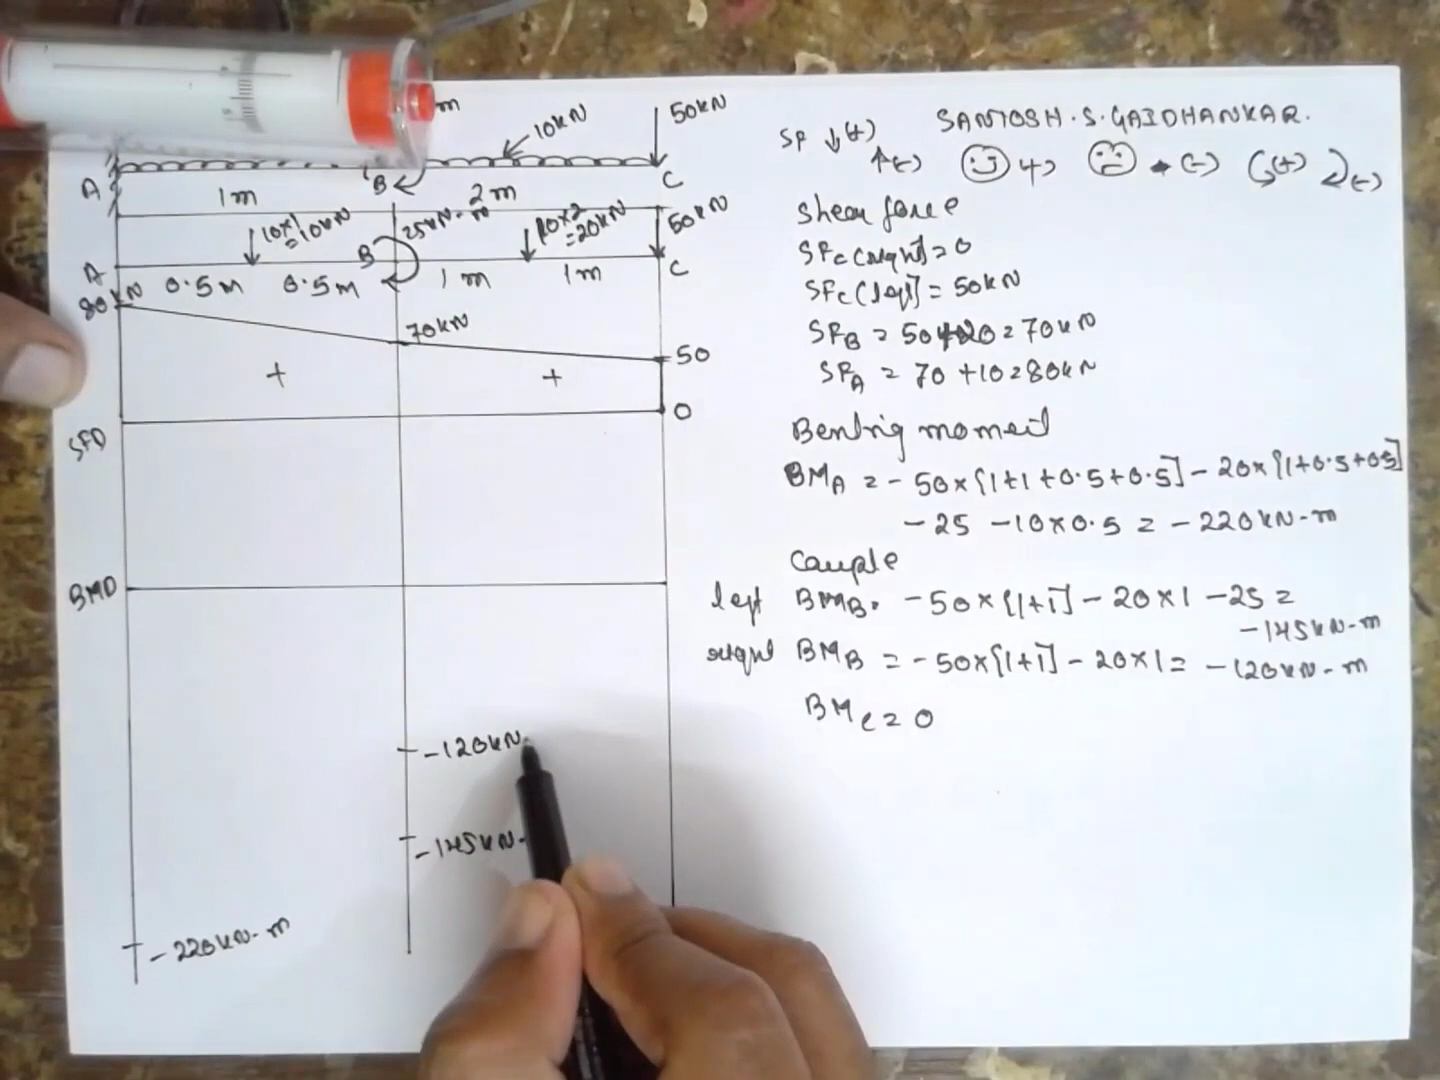 m
10kN
50kN
A
B
C
1m
2m
25kN-m
10×1
=10kN
10×2
=20kN
50kN
A
B
C
0.5m
0.5m
1m
1m
80kN
70kN
50
+
+
0
SFD
BMD
-120kN-
-145kN-
-220kN-m
SANTOSH.S.GAIDHANKAR.
SF ↓(+)
↑(-)
+)
(-)
(+)
(-)
Shear force
SFc (right) = 0
SFc (left) = 50kN
SFB = 50+20 = 70kN
SFA = 70+10 = 80kN
Bending moment
BMA = -50×[1+1+0.5+0.5] - 20×[1+0.5+0.5]
-25 -10×0.5 = -220kN-m
Couple
left BMB = -50×[1+1] - 20×1 -25 =
-145kN-m
right BMB = -50×[1+1] - 20×1 = -120kN-m
BMc = 0